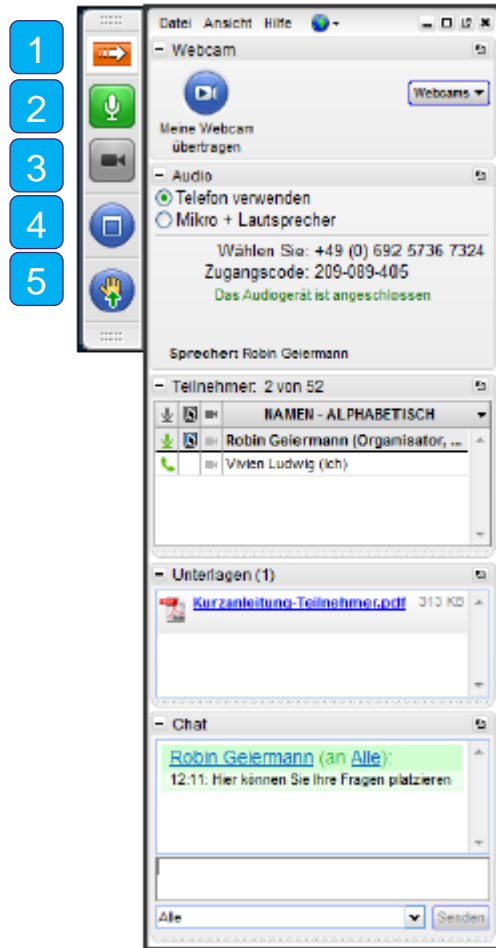 1
2
3
4
5
Datei Ansicht Hilfe
Webcam
Webcams
Meine Webcam
übertragen
Audio
Telefon verwenden
Mikro + Lautsprecher
Wählen Sie: +49 (0) 692 5736 7324
Zugangscode: 209-089-405
Das Audiogerät ist angeschlossen
Sprecher: Robin Geiermann
Teilnehmer: 2 von 52
NAMEN - ALPHABETISCH
Robin Geiermann (Organisator, ...
Vivien Ludwig (Ich)
Unterlagen (1)
Kurzanleitung-Teilnehmer.pdf 313 KB
Chat
Robin Geiermann (an Alle):
12:11: Hier können Sie Ihre Fragen platzieren
Alle
Senden